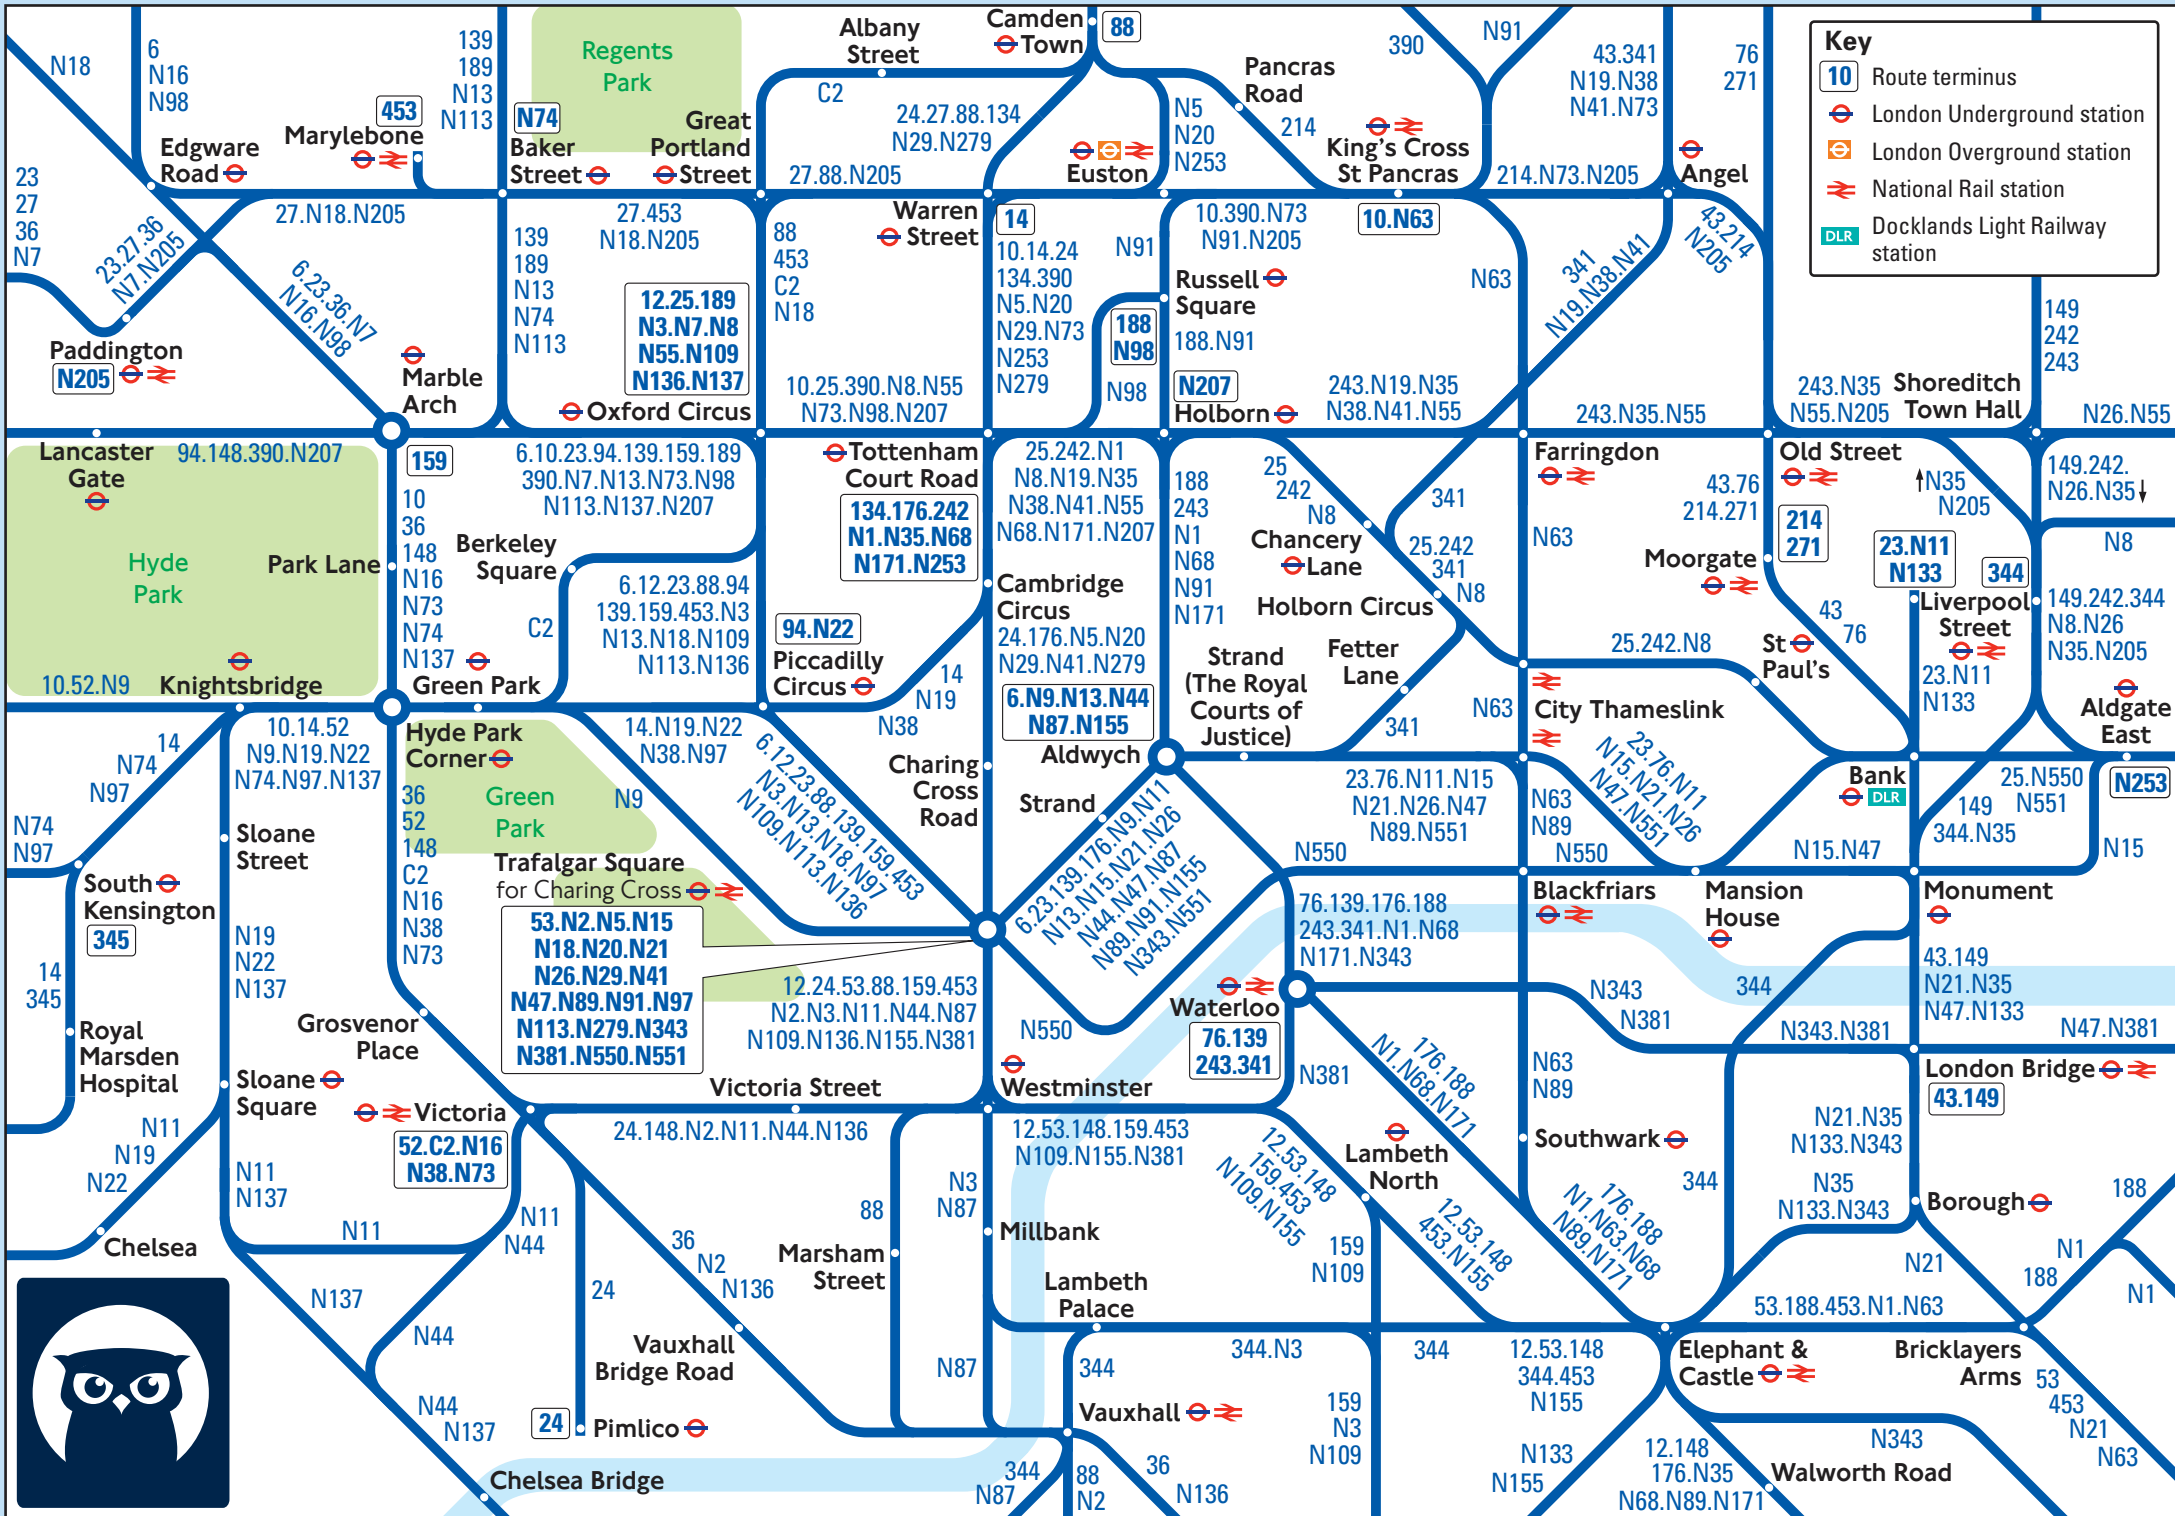 N18
6
N16
N98
139
189
N13
N113
453
Marylebone
Edgware
Road
N74
Baker
Street
Regents
Park
Great
Portland
Street
Albany
Street
C2
Camden
Town
88
24.27.88.134
N29.N279
27.88.N205
Euston
N5
N20
N253
Pancras
Road
214
390
N91
King's Cross
St Pancras
10.N63
214.N73.N205
43.341
N19.N38
N41.N73
76
271
Angel
Key
10 Route terminus
London Underground station
London Overground station
National Rail station
DLR Docklands Light Railway
station
23
27
36
N7
23.27.36
N7.N205
27.N18.N205
27.453
N18.N205
6.23.36.N7
N16.N98
139
189
N13
N74
N113
12.25.189
N3.N7.N8
N55.N109
N136.N137
88
453
C2
N18
Warren
Street
14
10.14.24
134.390
N5.N20
N29.N73
N253
N279
N91
10.390.N73
N91.N205
Russell
Square
188
N98
188.N91
N98
N63
341
N19.N38.N41
43.214
N205
149
242
243
Paddington
N205
Marble
Arch
Oxford Circus
10.25.390.N8.N55
N73.N98.N207
N207
Holborn
243.N19.N35
N38.N41.N55
243.N35.N55
243.N35
N55.N205
Shoreditch
Town Hall
N26.N55
Lancaster
Gate
94.148.390.N207
159
6.10.23.94.139.159.189
390.N7.N13.N73.N98
N113.N137.N207
Tottenham
Court Road
134.176.242
N1.N35.N68
N171.N253
25.242.N1
N8.N19.N35
N38.N41.N55
N68.N171.N207
188
243
N1
N68
N91
N171
25
242
N8
341
Chancery
Lane
25.242
341
N8
Holborn Circus
Farringdon
N63
Old Street
43.76
214.271
214
271
Moorgate
N35
N205
149.242.
N26.N35
N8
23.N11
N133
344
Liverpool
Street
149.242.344
N8.N26
N35.N205
Hyde
Park
Park Lane
10
36
148
N16
N73
N74
N137
Berkeley
Square
C2
6.12.23.88.94
139.159.453.N3
N13.N18.N109
N113.N136
94.N22
Piccadilly
Circus
Cambridge
Circus
24.176.N5.N20
N29.N41.N279
14
N19
N38
6.N9.N13.N44
N87.N155
Aldwych
Strand
(The Royal
Courts of
Justice)
Fetter
Lane
341
N63
25.242.N8
St
Paul's
43
76
23.N11
N133
Aldgate
East
N253
10.52.N9
Knightsbridge
Green Park
10.14.52
N9.N19.N22
N74.N97.N137
Hyde Park
Corner
14
N74
N97
N74
N97
14.N19.N22
N38.N97
N9
Green
Park
6.12.23.88.139.159.453
N3.N13.N18.N97
N109.N113.N136
Charing
Cross
Road
Strand
6.23.139.176.N9.N11
N13.N15.N21.N26
N44.N47.N87
N89.N91.N155
N343.N551
23.76.N11.N15
N21.N26.N47
N89.N551
City Thameslink
N63
N89
23.76.N11
N15.N21.N26
N47.N551
Bank
DLR
25.N550
N551
149
344.N35
N15
N15.N47
N550
N550
Sloane
Street
36
52
148
C2
N16
N38
N73
South
Kensington
345
14
345
N19
N22
N137
Trafalgar Square
for Charing Cross
53.N2.N5.N15
N18.N20.N21
N26.N29.N41
N47.N89.N91.N97
N113.N279.N343
N381.N550.N551
12.24.53.88.159.453
N2.N3.N11.N44.N87
N109.N136.N155.N381
N550
76.139.176.188
243.341.N1.N68
N171.N343
Blackfriars
Mansion
House
Monument
43.149
N21.N35
N47.N133
344
Waterloo
76.139
243.341
N343
N381
N343.N381
N47.N381
London Bridge
43.149
Royal
Marsden
Hospital
Grosvenor
Place
Sloane
Square
Victoria
52.C2.N16
N38.N73
Victoria Street
24.148.N2.N11.N44.N136
Westminster
12.53.148.159.453
N109.N155.N381
N381
176.188
N1.N68.N171
N63
N89
Southwark
Lambeth
North
12.53.148
159.453
N109.N155
12.53.148
453.N155
176.188
N1.N63.N68
N89.N171
344
N21.N35
N133.N343
N35
N133.N343
Borough
N21
188
N1
188
N1
N11
N19
N22
Chelsea
N11
N137
N11
N11
N44
N137
N44
N44
N137
24
24
Pimlico
36
N2
N136
Vauxhall
Bridge Road
88
Marsham
Street
N3
N87
Millbank
N87
Lambeth
Palace
344
344.N3
159
N109
344
12.53.148
344.453
N155
53.188.453.N1.N63
Elephant &
Castle
Bricklayers
Arms
53
453
N21
N63
Vauxhall
159
N3
N109
Chelsea Bridge
344
N87
88
N2
36
N136
N133
N155
12.148
176.N35
N68.N89.N171
Walworth Road
N343